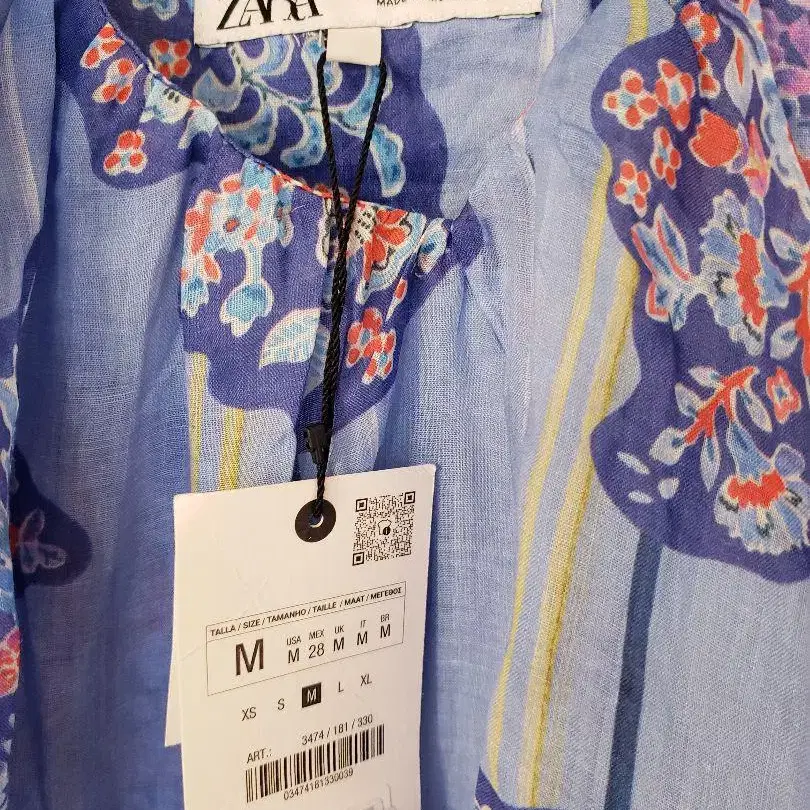 ZARA
MADE
TALLA / SIZE / TAMANHO / TAILLE / MAAT / ΜΕΓΕΘΟΣ
M USA M MEX 28 UK M IT M BR M
XS S M L XL
3474 / 181 / 330
ART.:
03474181330039